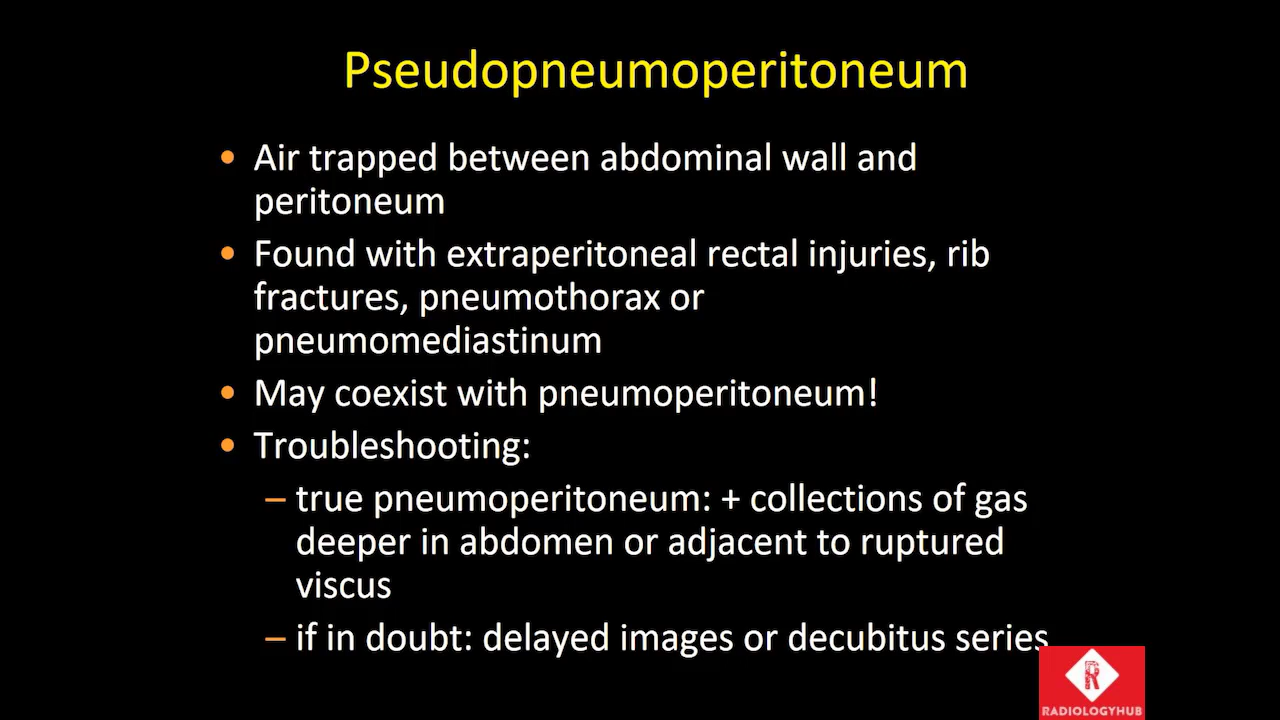 Pseudopneumoperitoneum
• Air trapped between abdominal wall and
peritoneum
• Found with extraperitoneal rectal injuries, rib
fractures, pneumothorax or
pneumomediastinum
• May coexist with pneumoperitoneum!
• Troubleshooting:
– true pneumoperitoneum: + collections of gas
deeper in abdomen or adjacent to ruptured
viscus
– if in doubt: delayed images or decubitus series
R
RADIOLOGYHUB